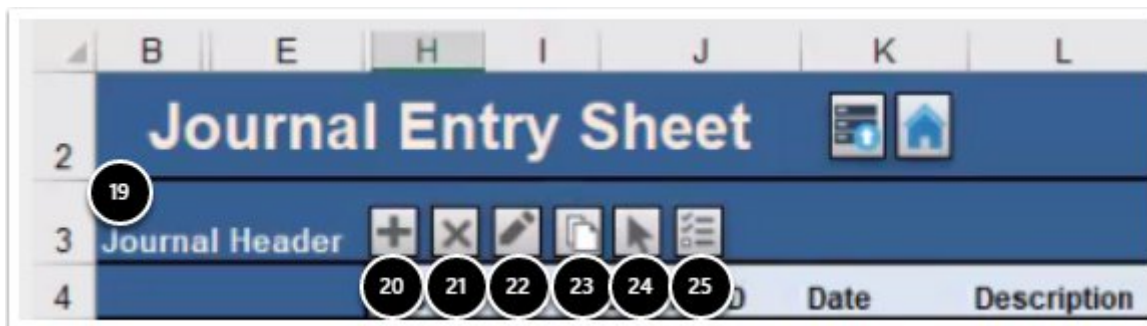 B E H I J K L
2 Journal Entry Sheet
19
3 Journal Header
20 21 22 23 24 25
4 Date Description